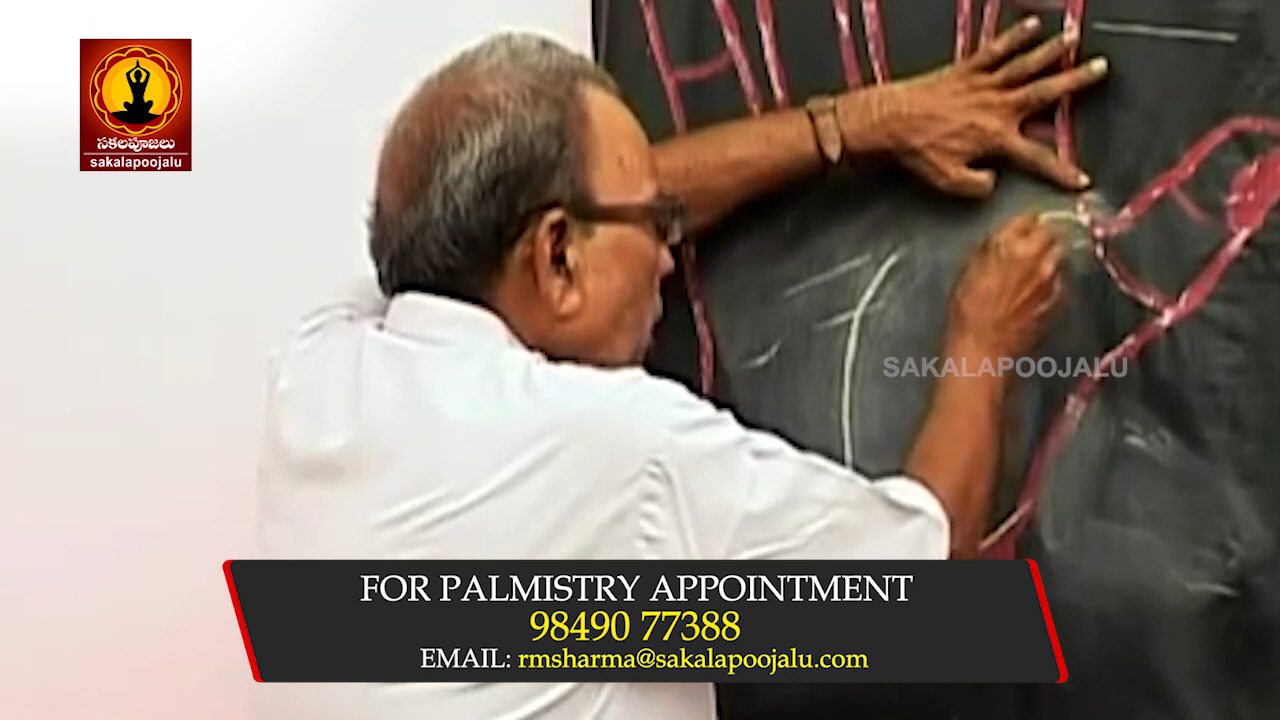 సకలపూజలు
sakalapoojalu
SAKALAPOOJALU
FOR PALMISTRY APPOINTMENT
98490 77388
EMAIL: rmsharma@sakalapoojalu.com